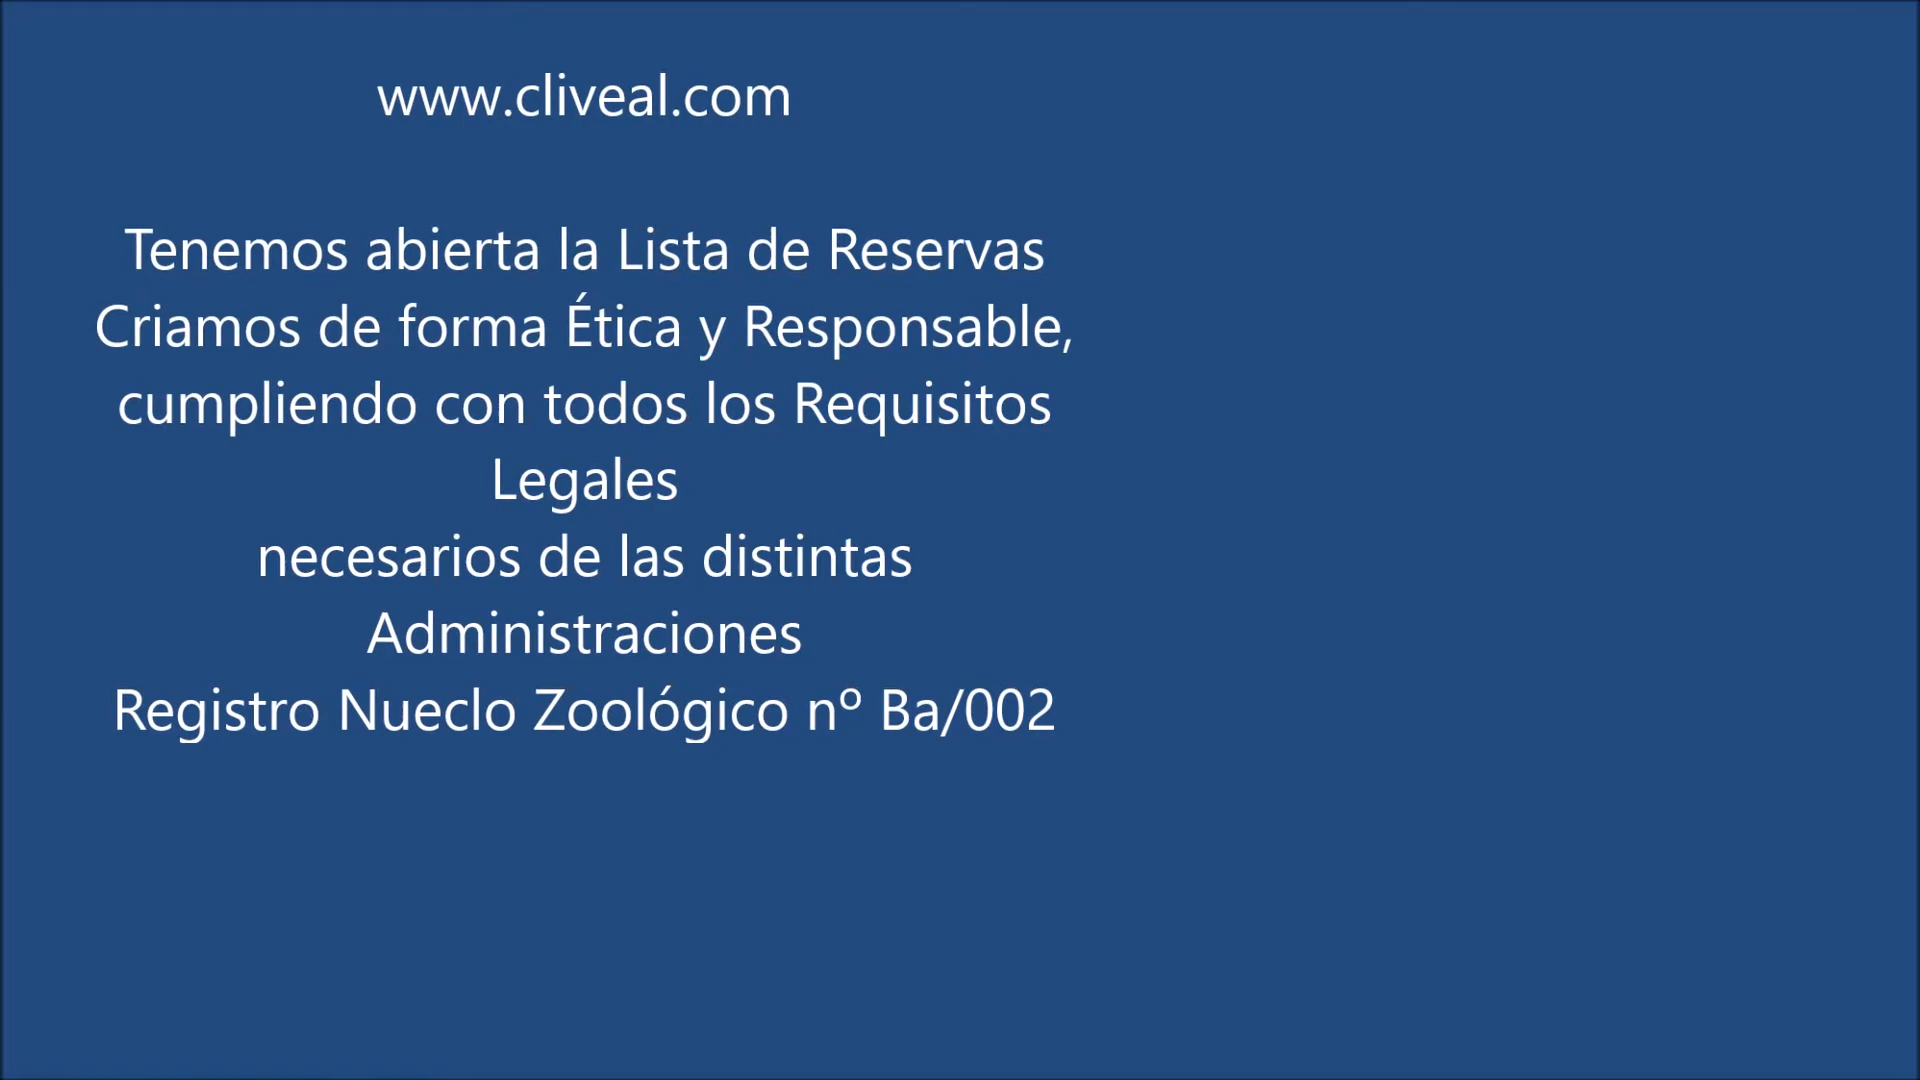 www.cliveal.com
Tenemos abierta la Lista de Reservas
Criamos de forma Ética y Responsable,
cumpliendo con todos los Requisitos
Legales
necesarios de las distintas
Administraciones
Registro Nueclo Zoológico nº Ba/002